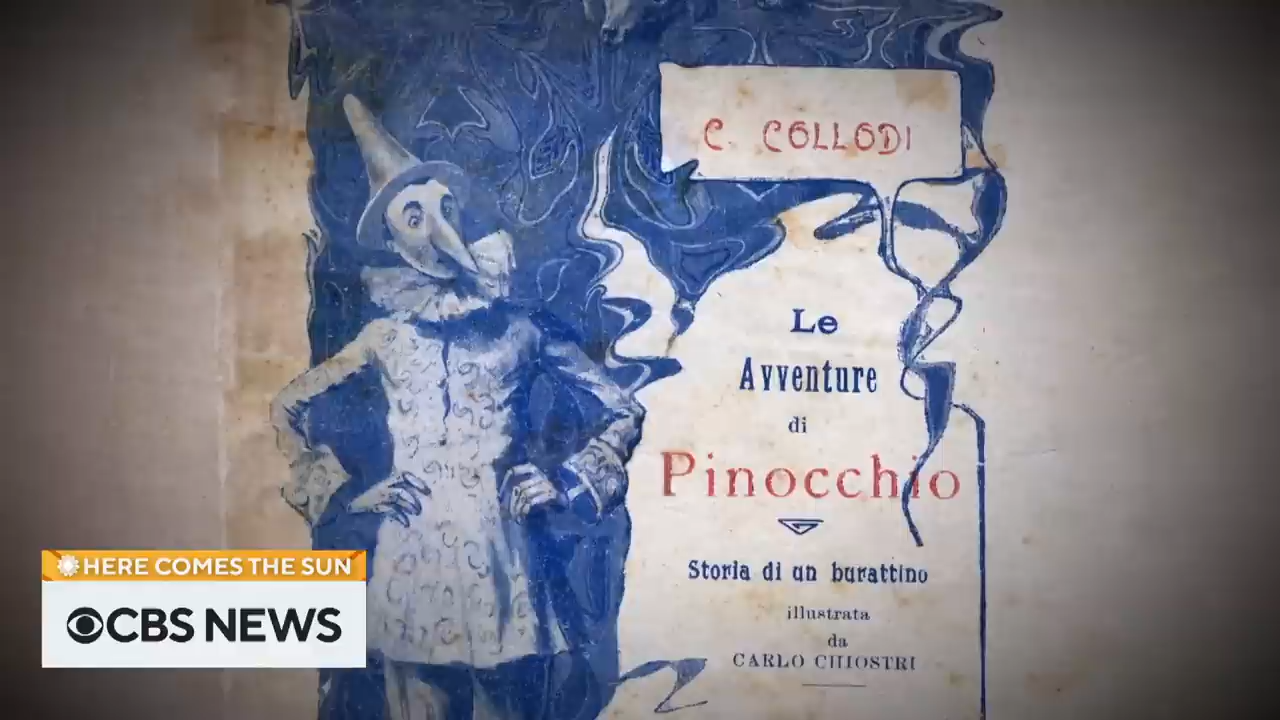 C. COLLODI
Le
Avventure
di
Pinocchio
Storia di un burattino
illustrata
da
CARLO CHIOSTRI
HERE COMES THE SUN
CBS NEWS